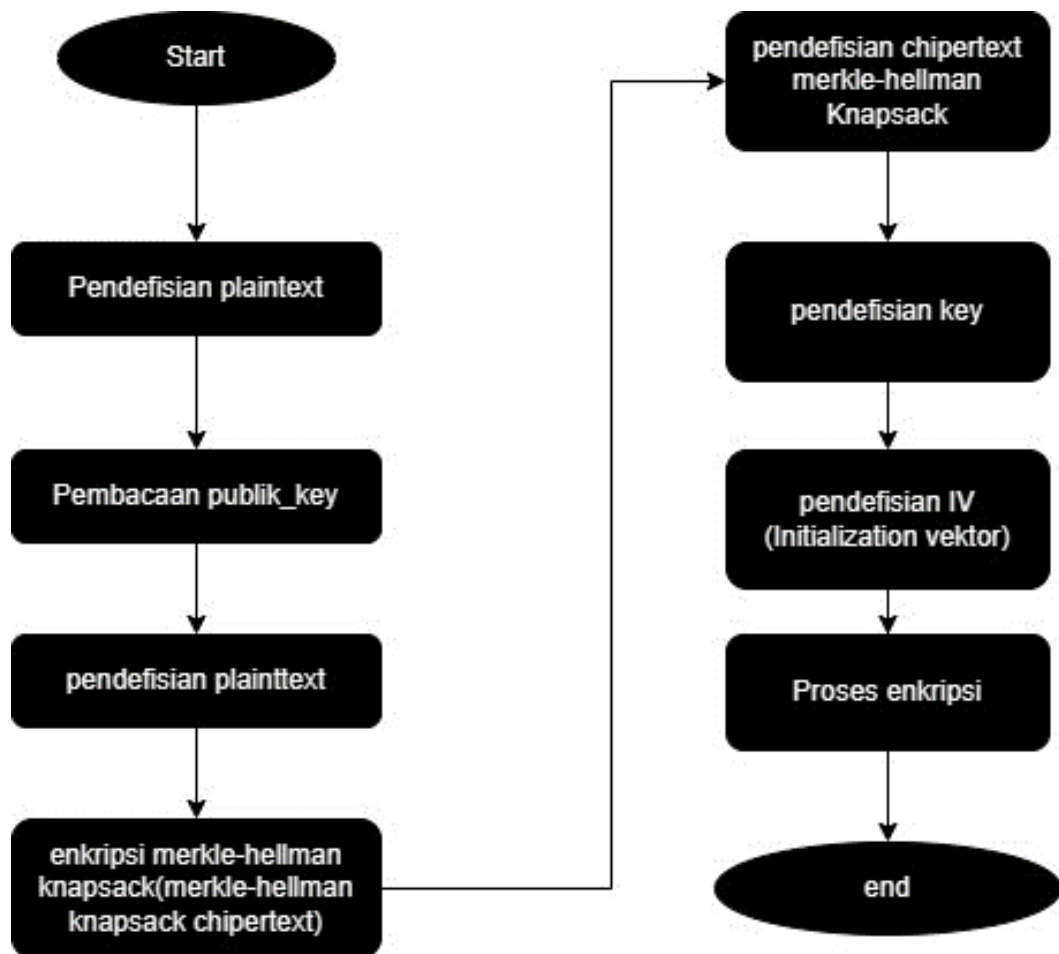 Start
Pendefisian plaintext
Pembacaan publik_key
pendefisian plainttext
enkripsi merkle-hellman
knapsack(merkle-hellman
knapsack chipertext)
pendefisian chipertext
merkle-hellman
Knapsack
pendefisian key
pendefisian IV
(Initialization vektor)
Proses enkripsi
end